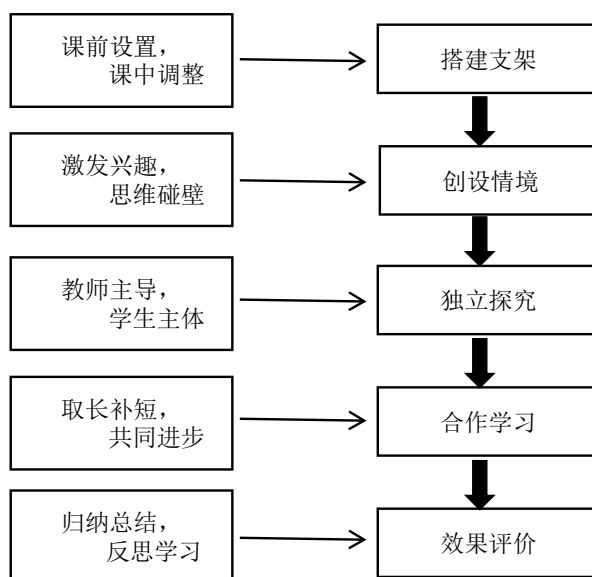 课前设置，
课中调整
搭建支架
激发兴趣，
思维碰壁
创设情境
教师主导，
学生主体
独立探究
取长补短，
共同进步
合作学习
归纳总结，
反思学习
效果评价